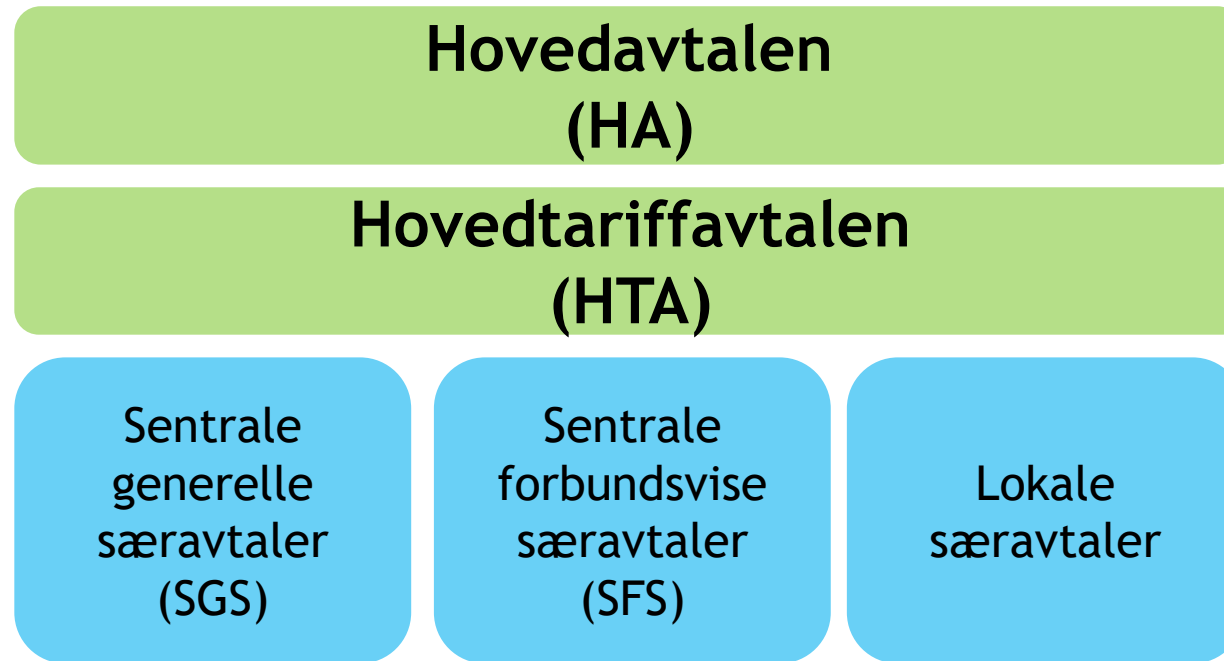 Hovedavtalen
(HA)
Hovedtariffavtalen
(HTA)
Sentrale
generelle
særavtaler
(SGS)
Sentrale
forbundsvise
særavtaler
(SFS)
Lokale
særavtaler